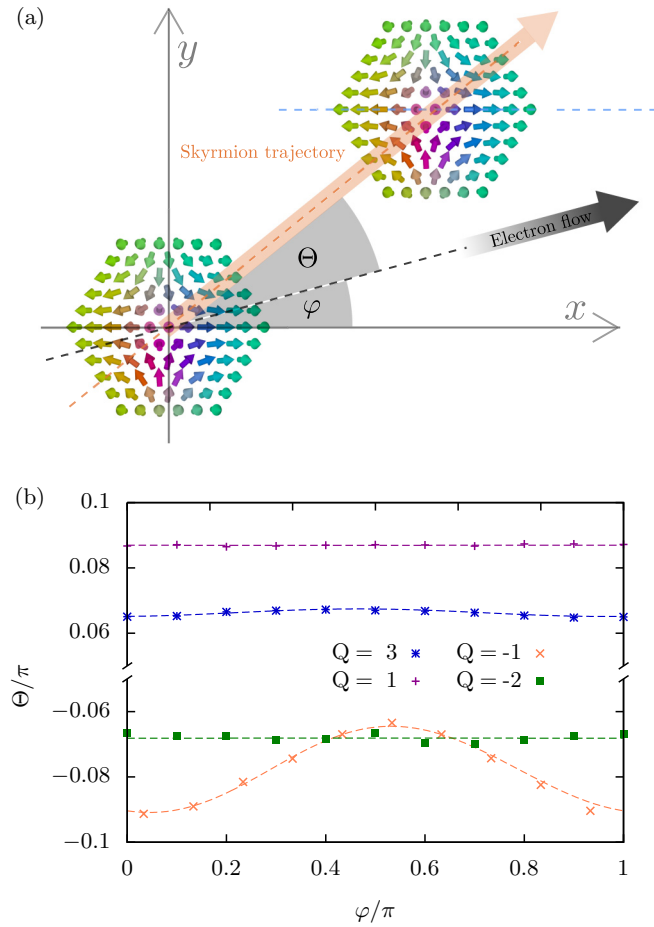 (a)
y
Skyrmion trajectory
Electron flow
Θ
φ
x
(b)
0.1
0.08
0.06
Q = 3
Q = -1
Q = 1
Q = -2
Θ/π
−0.06
−0.08
−0.1
0 0.2 0.4 0.6 0.8 1
φ/π